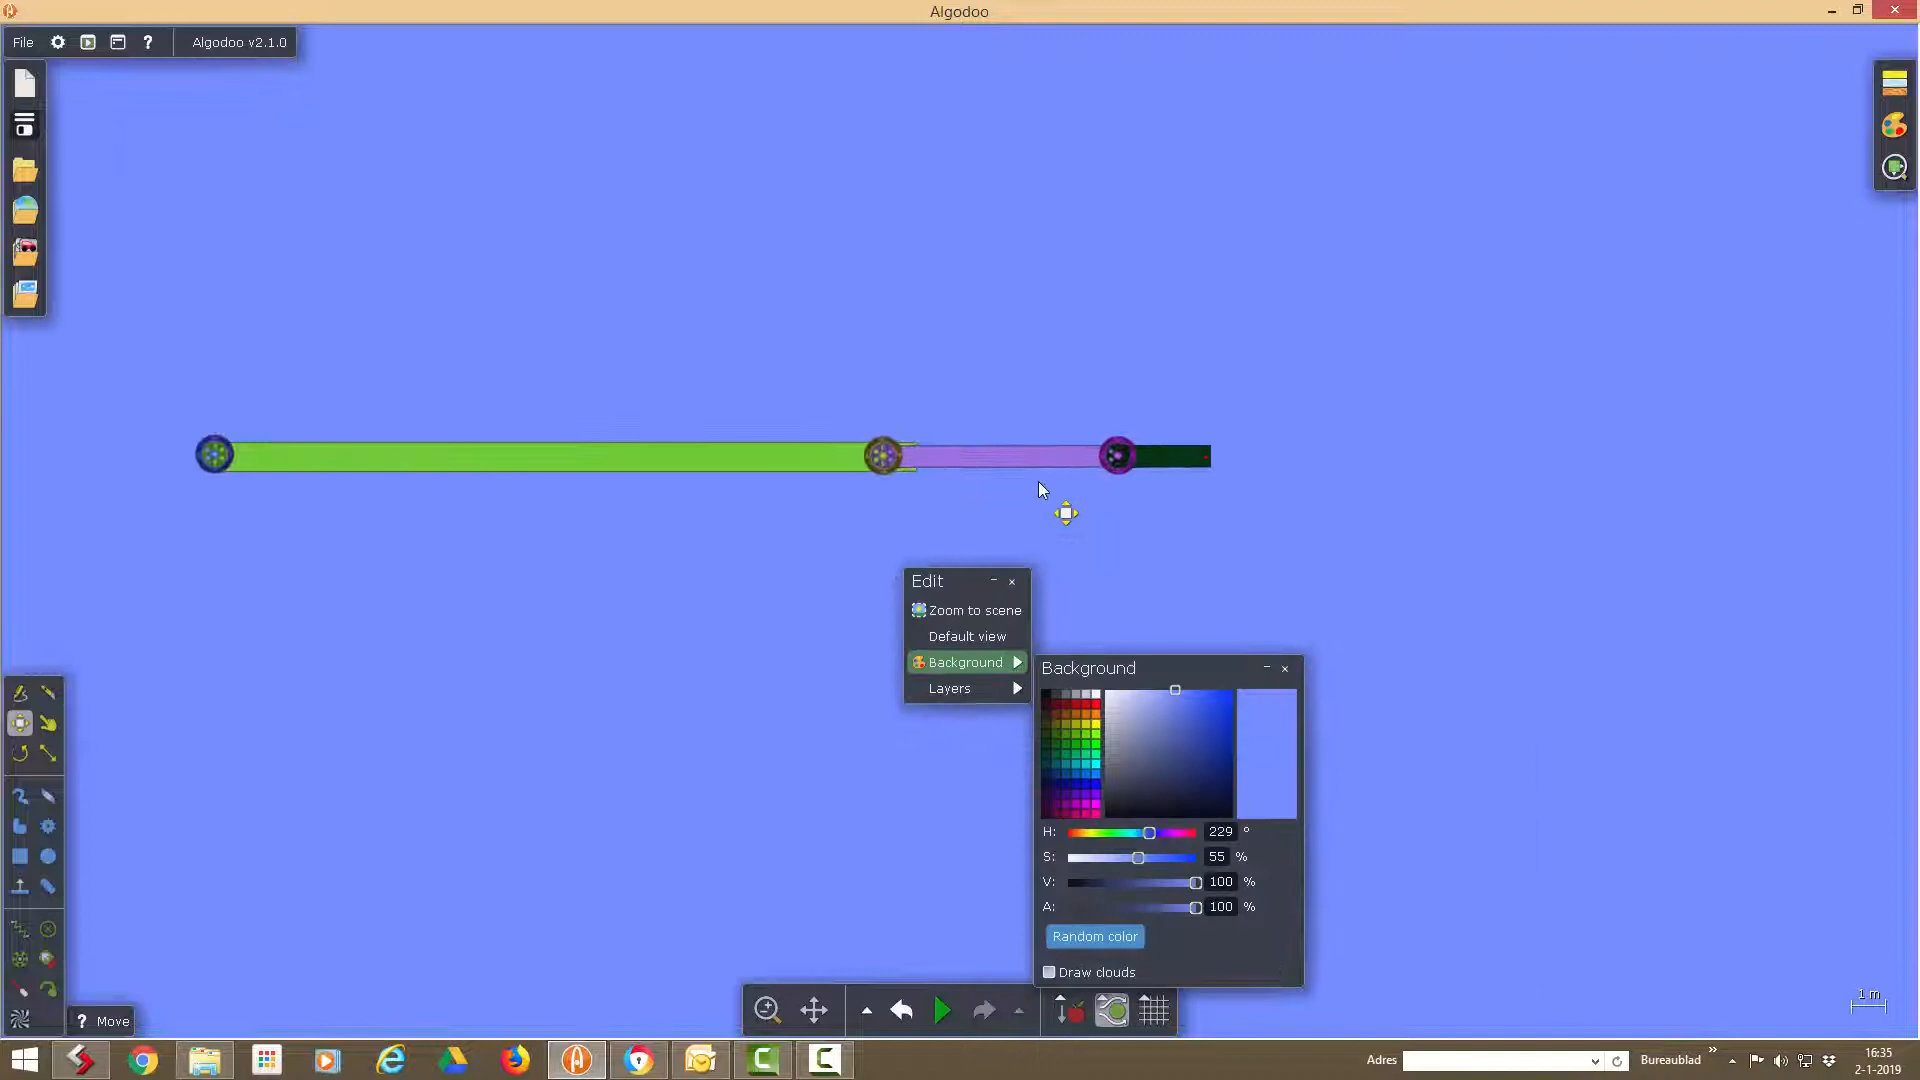 Algodoo
File
?
Algodoo v2.1.0
Edit
Zoom to scene
Default view
Background
Layers
Background
H: 229 °
S: 55 %
V: 100 %
A: 100 %
Random color
Draw clouds
1 m
? Move
Adres
Bureaublad
16:35
2-1-2019